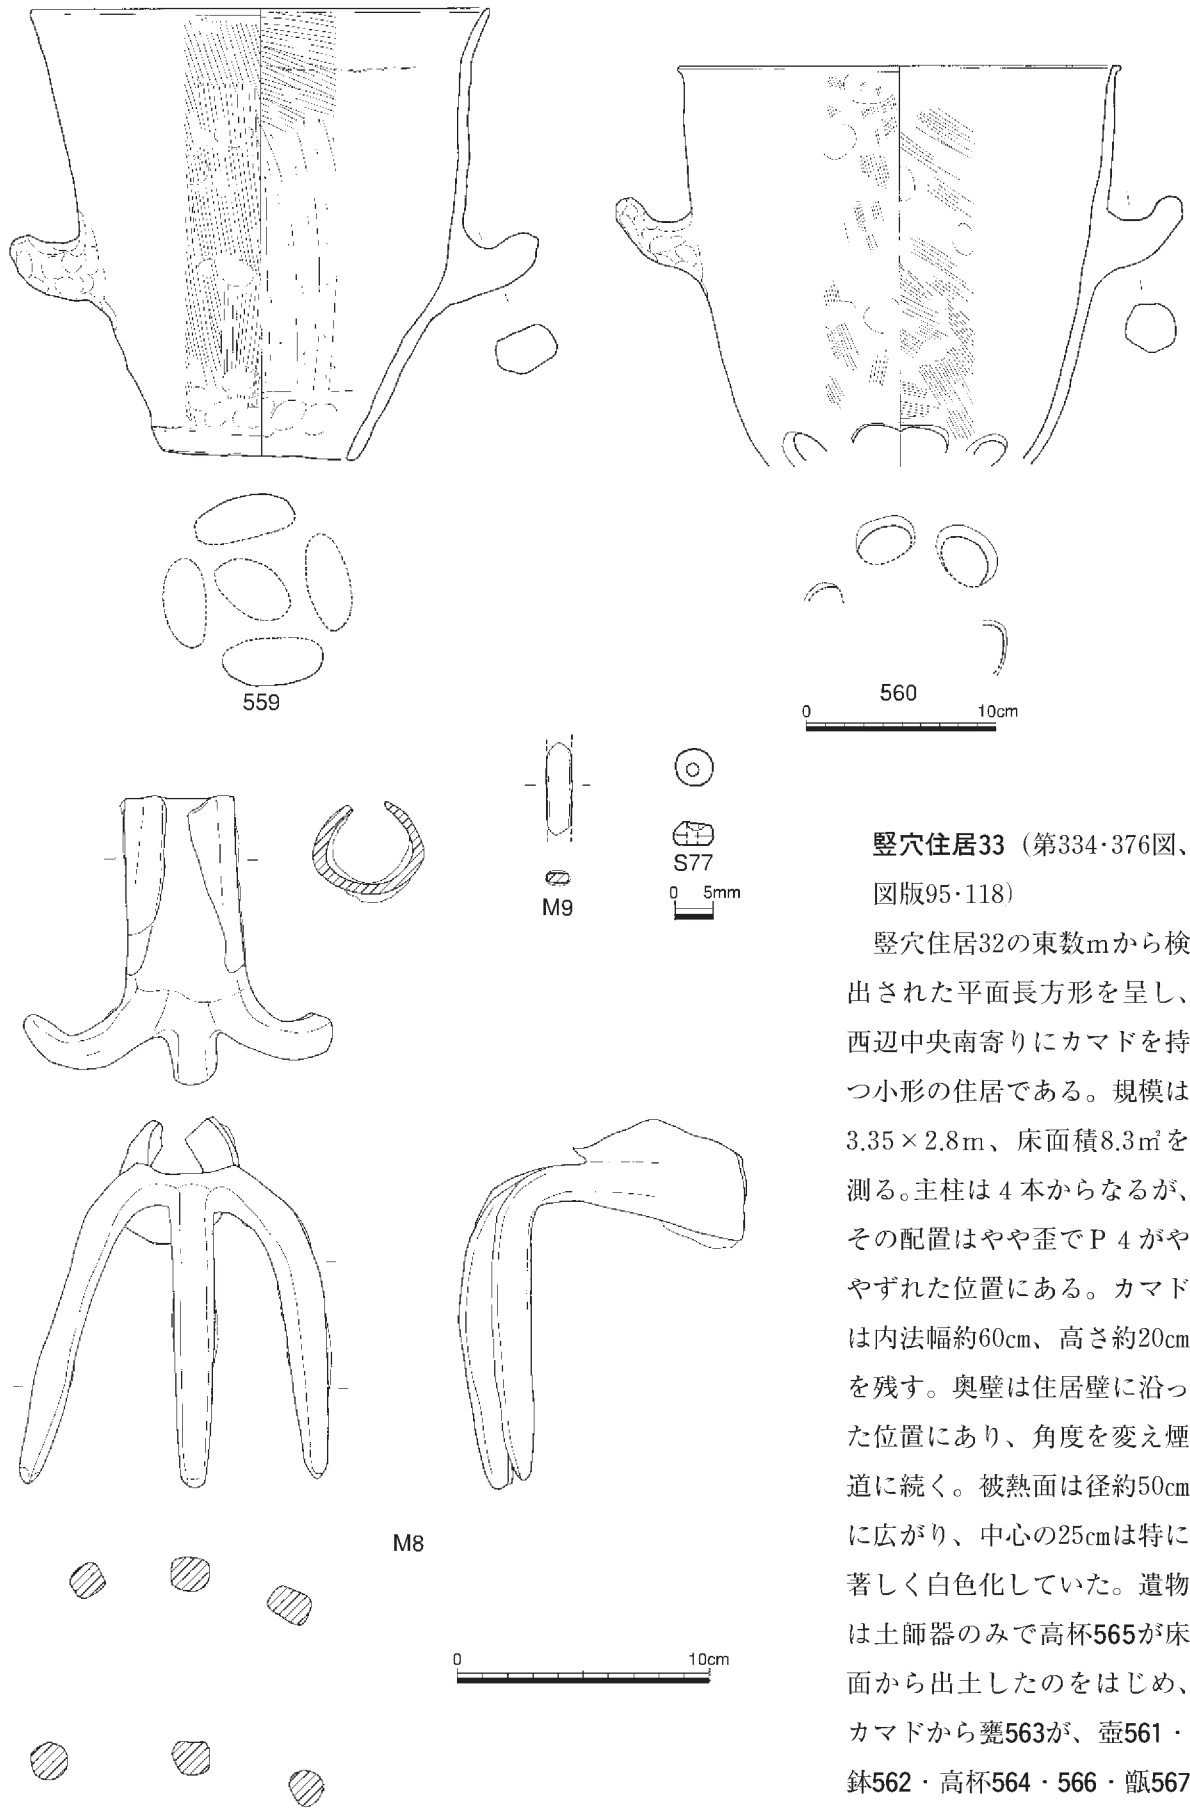 559
560
0 10cm
M9
S77
0 5mm
M8
0 10cm
竪穴住居33（第334·376図、
図版95·118）
竪穴住居32の東数mから検
出された平面長方形を呈し、
西辺中央南寄りにカマドを持
つ小形の住居である。規模は
3.35×2.8m、床面積8.3㎡を
測る。主柱は4本からなるが、
その配置はやや歪でP4がや
やずれた位置にある。カマド
は内法幅約60㎝、高さ約20㎝
を残す。奥壁は住居壁に沿っ
た位置にあり、角度を変え煙
道に続く。被熱面は径約50㎝
に広がり、中心の25㎝は特に
著しく白色化していた。遺物
は土師器のみで高杯565が床
面から出土したのをはじめ、
カマドから甕563が、壺561・
鉢562・高杯564・566・甑567